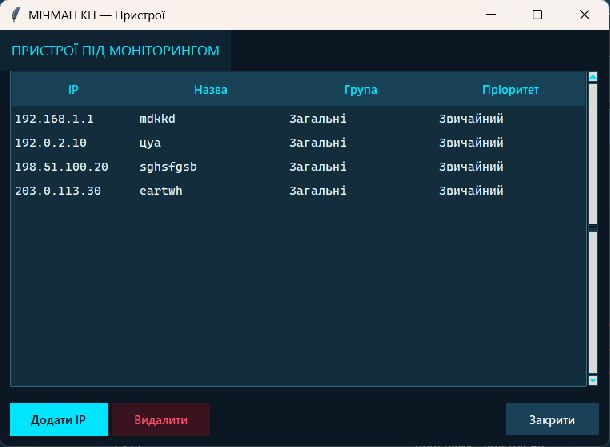 МІЧМАН КП — Пристрої
ПРИСТРОЇ ПІД МОНІТОРИНГОМ
IP Назва Група Пріоритет
192.168.1.1 mdkkd Загальні Звичайний
192.0.2.10 цуа Загальні Звичайний
198.51.100.20 sghsfgsb Загальні Звичайний
203.0.113.30 eartwh Загальні Звичайний
Додати IP Видалити Закрити